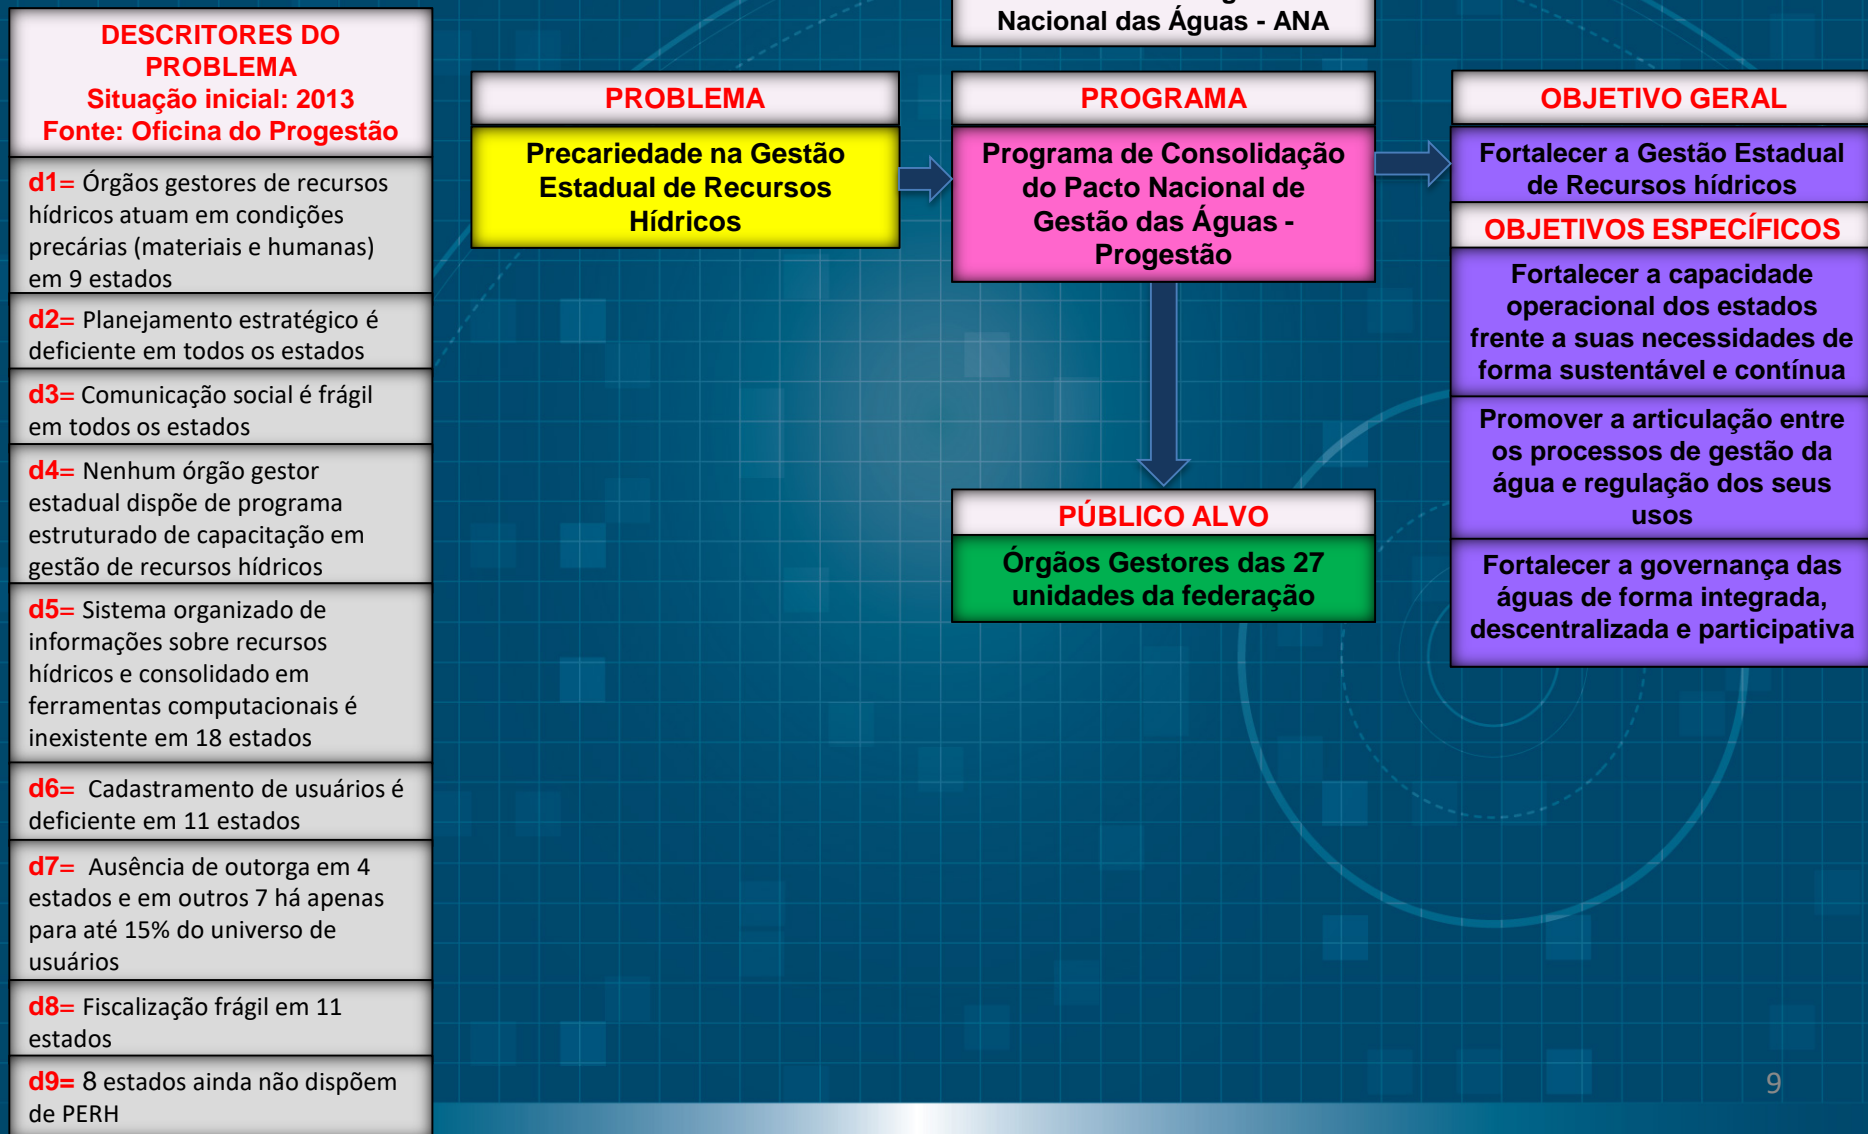 DESCRITORES DO
PROBLEMA
Situação inicial: 2013
Fonte: Oficina do Progestão
d1= Órgãos gestores de recursos
hídricos atuam em condições
precárias (materiais e humanas)
em 9 estados
d2= Planejamento estratégico é
deficiente em todos os estados
d3= Comunicação social é frágil
em todos os estados
d4= Nenhum órgão gestor
estadual dispõe de programa
estruturado de capacitação em
gestão de recursos hídricos
d5= Sistema organizado de
informações sobre recursos
hídricos e consolidado em
ferramentas computacionais é
inexistente em 18 estados
d6= Cadastramento de usuários é
deficiente em 11 estados
d7= Ausência de outorga em 4
estados e em outros 7 há apenas
para até 15% do universo de
usuários
d8= Fiscalização frágil em 11
estados
d9= 8 estados ainda não dispõem
de PERH
PROBLEMA
Precariedade na Gestão
Estadual de Recursos
Hídricos
Nacional das Águas - ANA
PROGRAMA
Programa de Consolidação
do Pacto Nacional de
Gestão das Águas -
Progestão
PÚBLICO ALVO
Órgãos Gestores das 27
unidades da federação
OBJETIVO GERAL
Fortalecer a Gestão Estadual
de Recursos hídricos
OBJETIVOS ESPECÍFICOS
Fortalecer a capacidade
operacional dos estados
frente a suas necessidades de
forma sustentável e contínua
Promover a articulação entre
os processos de gestão da
água e regulação dos seus
usos
Fortalecer a governança das
águas de forma integrada,
descentralizada e participativa
9